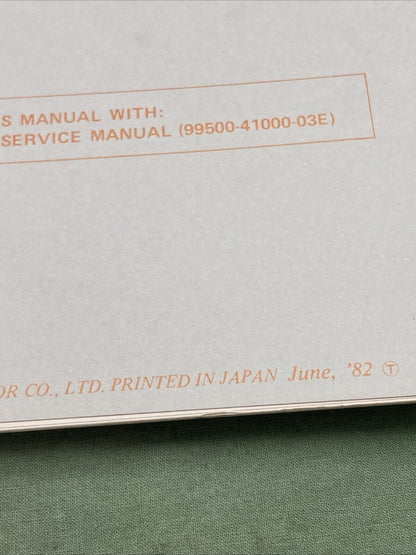 S MANUAL WITH:
SERVICE MANUAL (99500-41000-03E)
OR CO., LTD. PRINTED IN JAPAN June, '82 Ⓣ